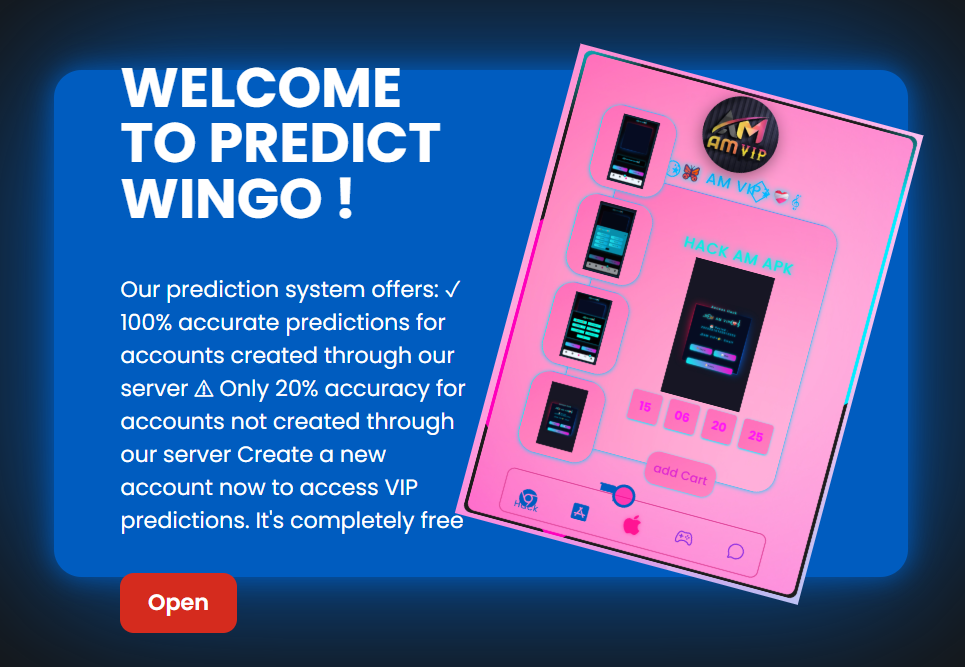 WELCOME
TO PREDICT
WINGO !
Our prediction system offers: ✓
100% accurate predictions for
accounts created through our
server ⚠ Only 20% accuracy for
accounts not created through
our server Create a new
account now to access VIP
predictions. It's completely free
Open
AM
AM VIP
AM VIP
HACK AM APK
15 06 20 25
add Cart
Hack